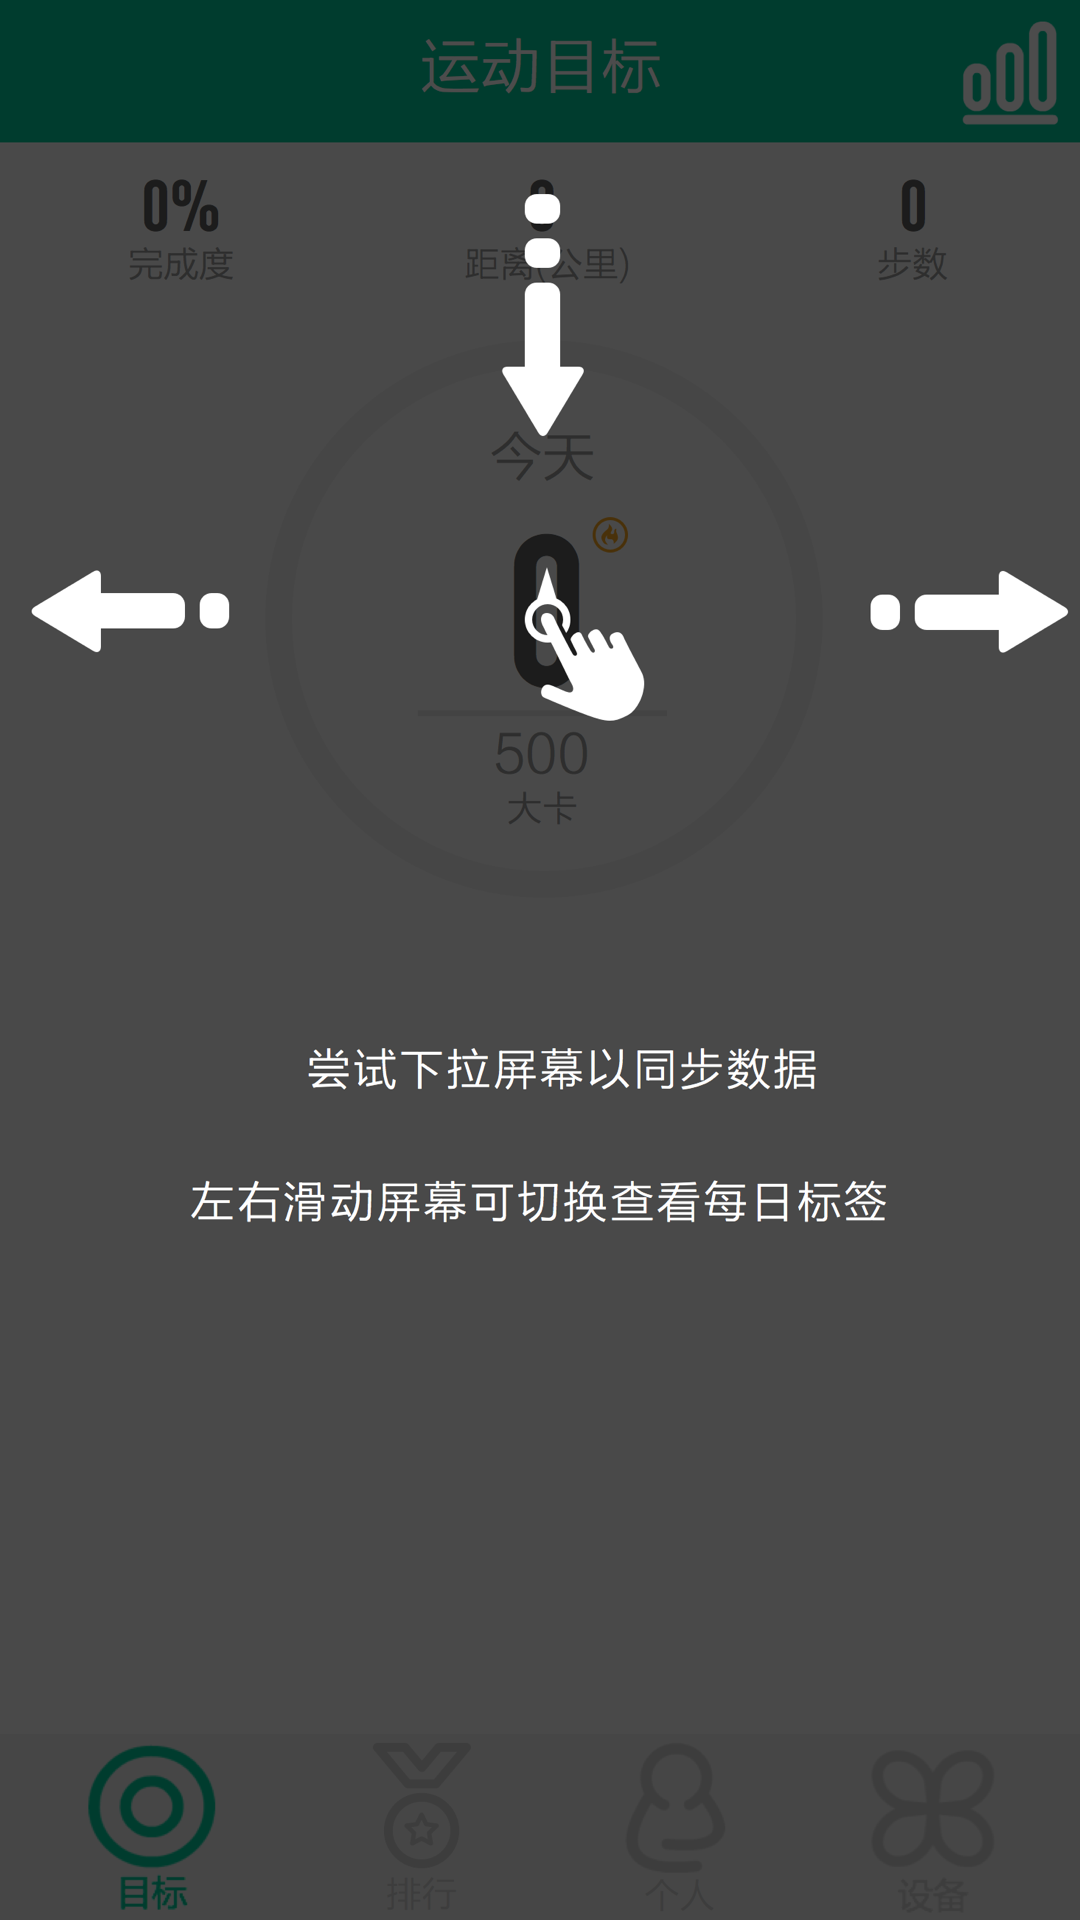 运动目标
0% 0 0
完成度 距离(公里) 步数
今天
0
500
大卡
尝试下拉屏幕以同步数据
左右滑动屏幕可切换查看每日标签
目标 排行 个人 设备